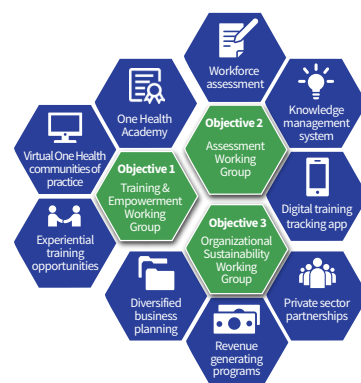 Workforce
assessment
One Health
Academy
Knowledge
management
system
Objective 2
Assessment
Working
Group
Virtual One Health
communities of
practice
Objective 1
Training &
Empowerment
Working
Group
Digital training
tracking app
Objective 3
Organizational
Sustainability
Working
Group
Experiential
training
opportunities
Diversified
business
planning
Private sector
partnerships
Revenue
generating
programs